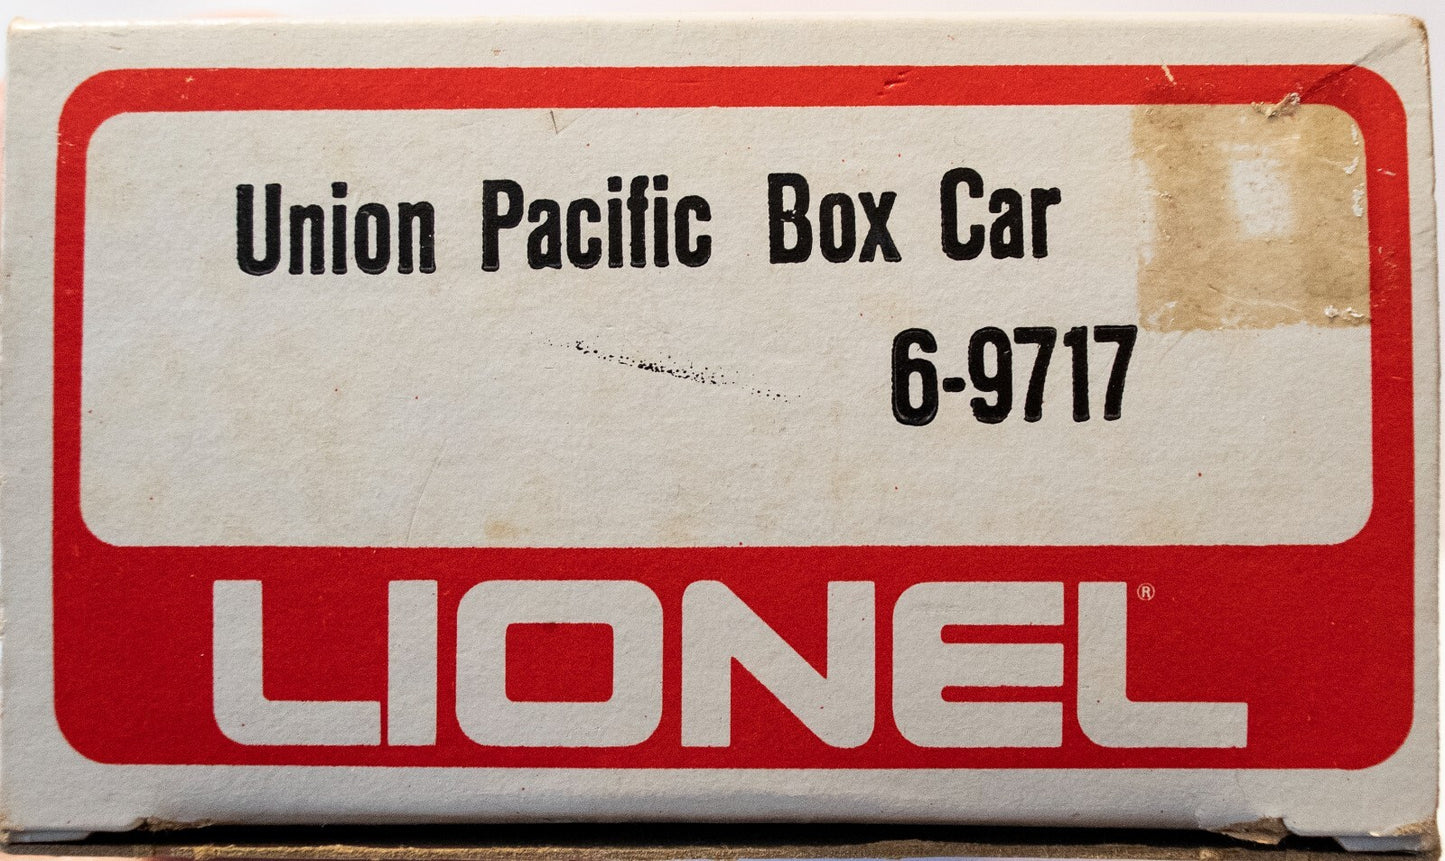 Union Pacific Box Car
6-9717
LIONEL®